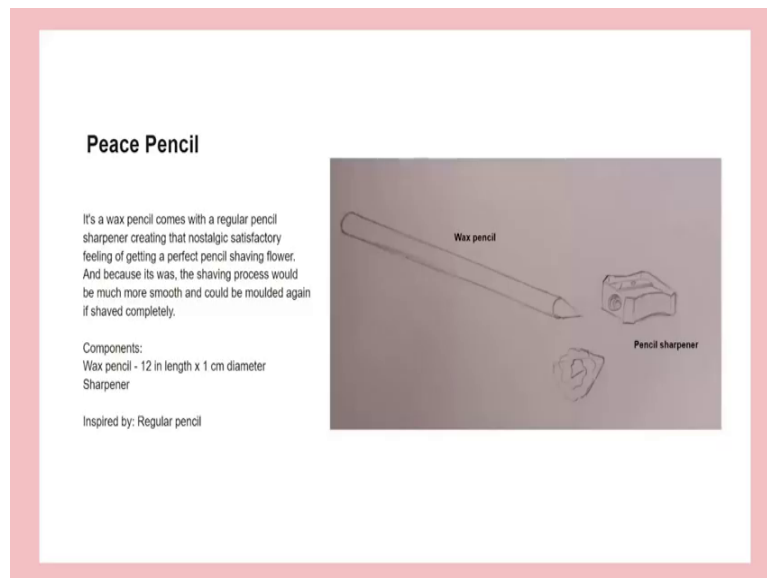 Peace Pencil
It's a wax pencil comes with a regular pencil
sharpener creating that nostalgic satisfactory
feeling of getting a perfect pencil shaving flower.
And because its was, the shaving process would
be much more smooth and could be moulded again
if shaved completely.
Components:
Wax pencil - 12 in length x 1 cm diameter
Sharpener
Inspired by: Regular pencil
Wax pencil
Pencil sharpener